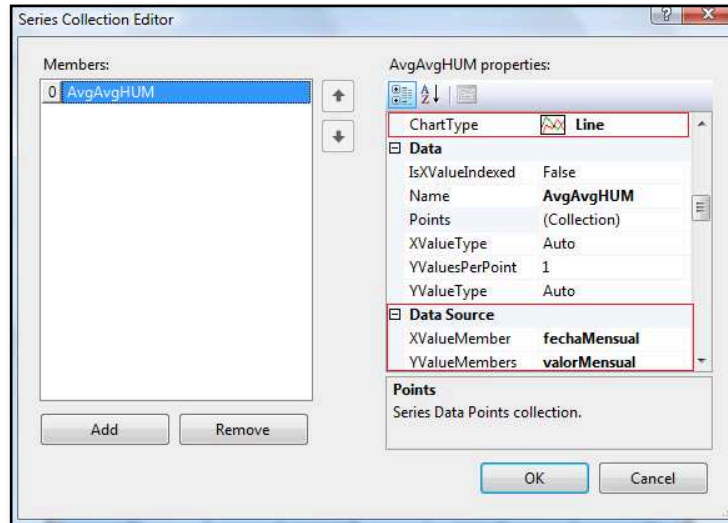 Series Collection Editor
Members:
0 AvgAvgHUM
Add Remove
AvgAvgHUM properties:
ChartType Line
Data
IsXValueIndexed False
Name AvgAvgHUM
Points (Collection)
XValueType Auto
YValuesPerPoint 1
YValueType Auto
Data Source
XValueMember fechaMensual
YValueMembers valorMensual
Points
Series Data Points collection.
OK Cancel